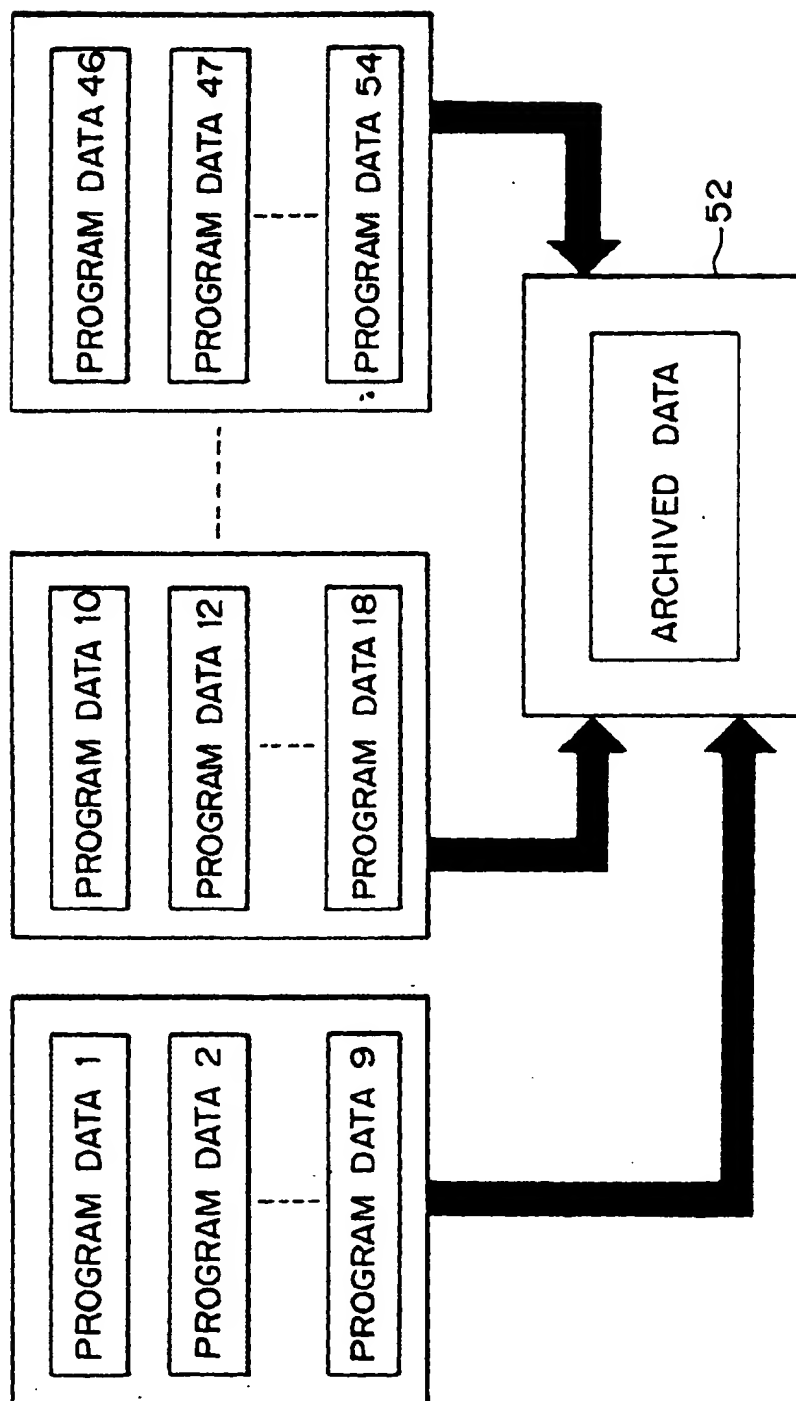 PROGRAM DATA 1
PROGRAM DATA 2
PROGRAM DATA 9
PROGRAM DATA 10
PROGRAM DATA 12
PROGRAM DATA 18
PROGRAM DATA 46
PROGRAM DATA 47
PROGRAM DATA 54
ARCHIVED DATA
52